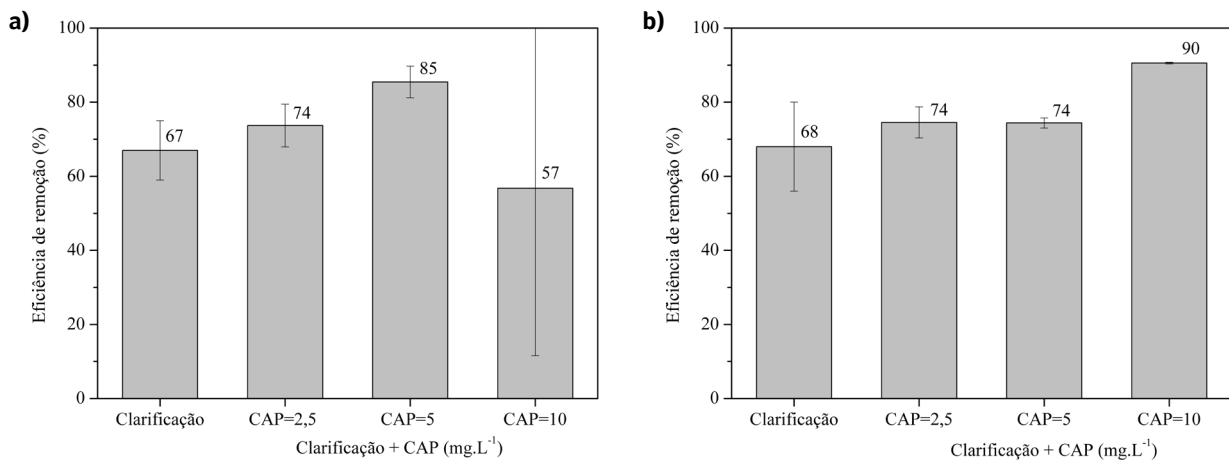 a)
100
80
60
40
20
0
Eficiência de remoção (%)
67
74
85
57
Clarificação
CAP=2,5
CAP=5
CAP=10
Clarificação + CAP (mg.L⁻¹)
b)
100
80
60
40
20
0
Eficiência de remoção (%)
68
74
74
90
Clarificação
CAP=2,5
CAP=5
CAP=10
Clarificação + CAP (mg.L⁻¹)